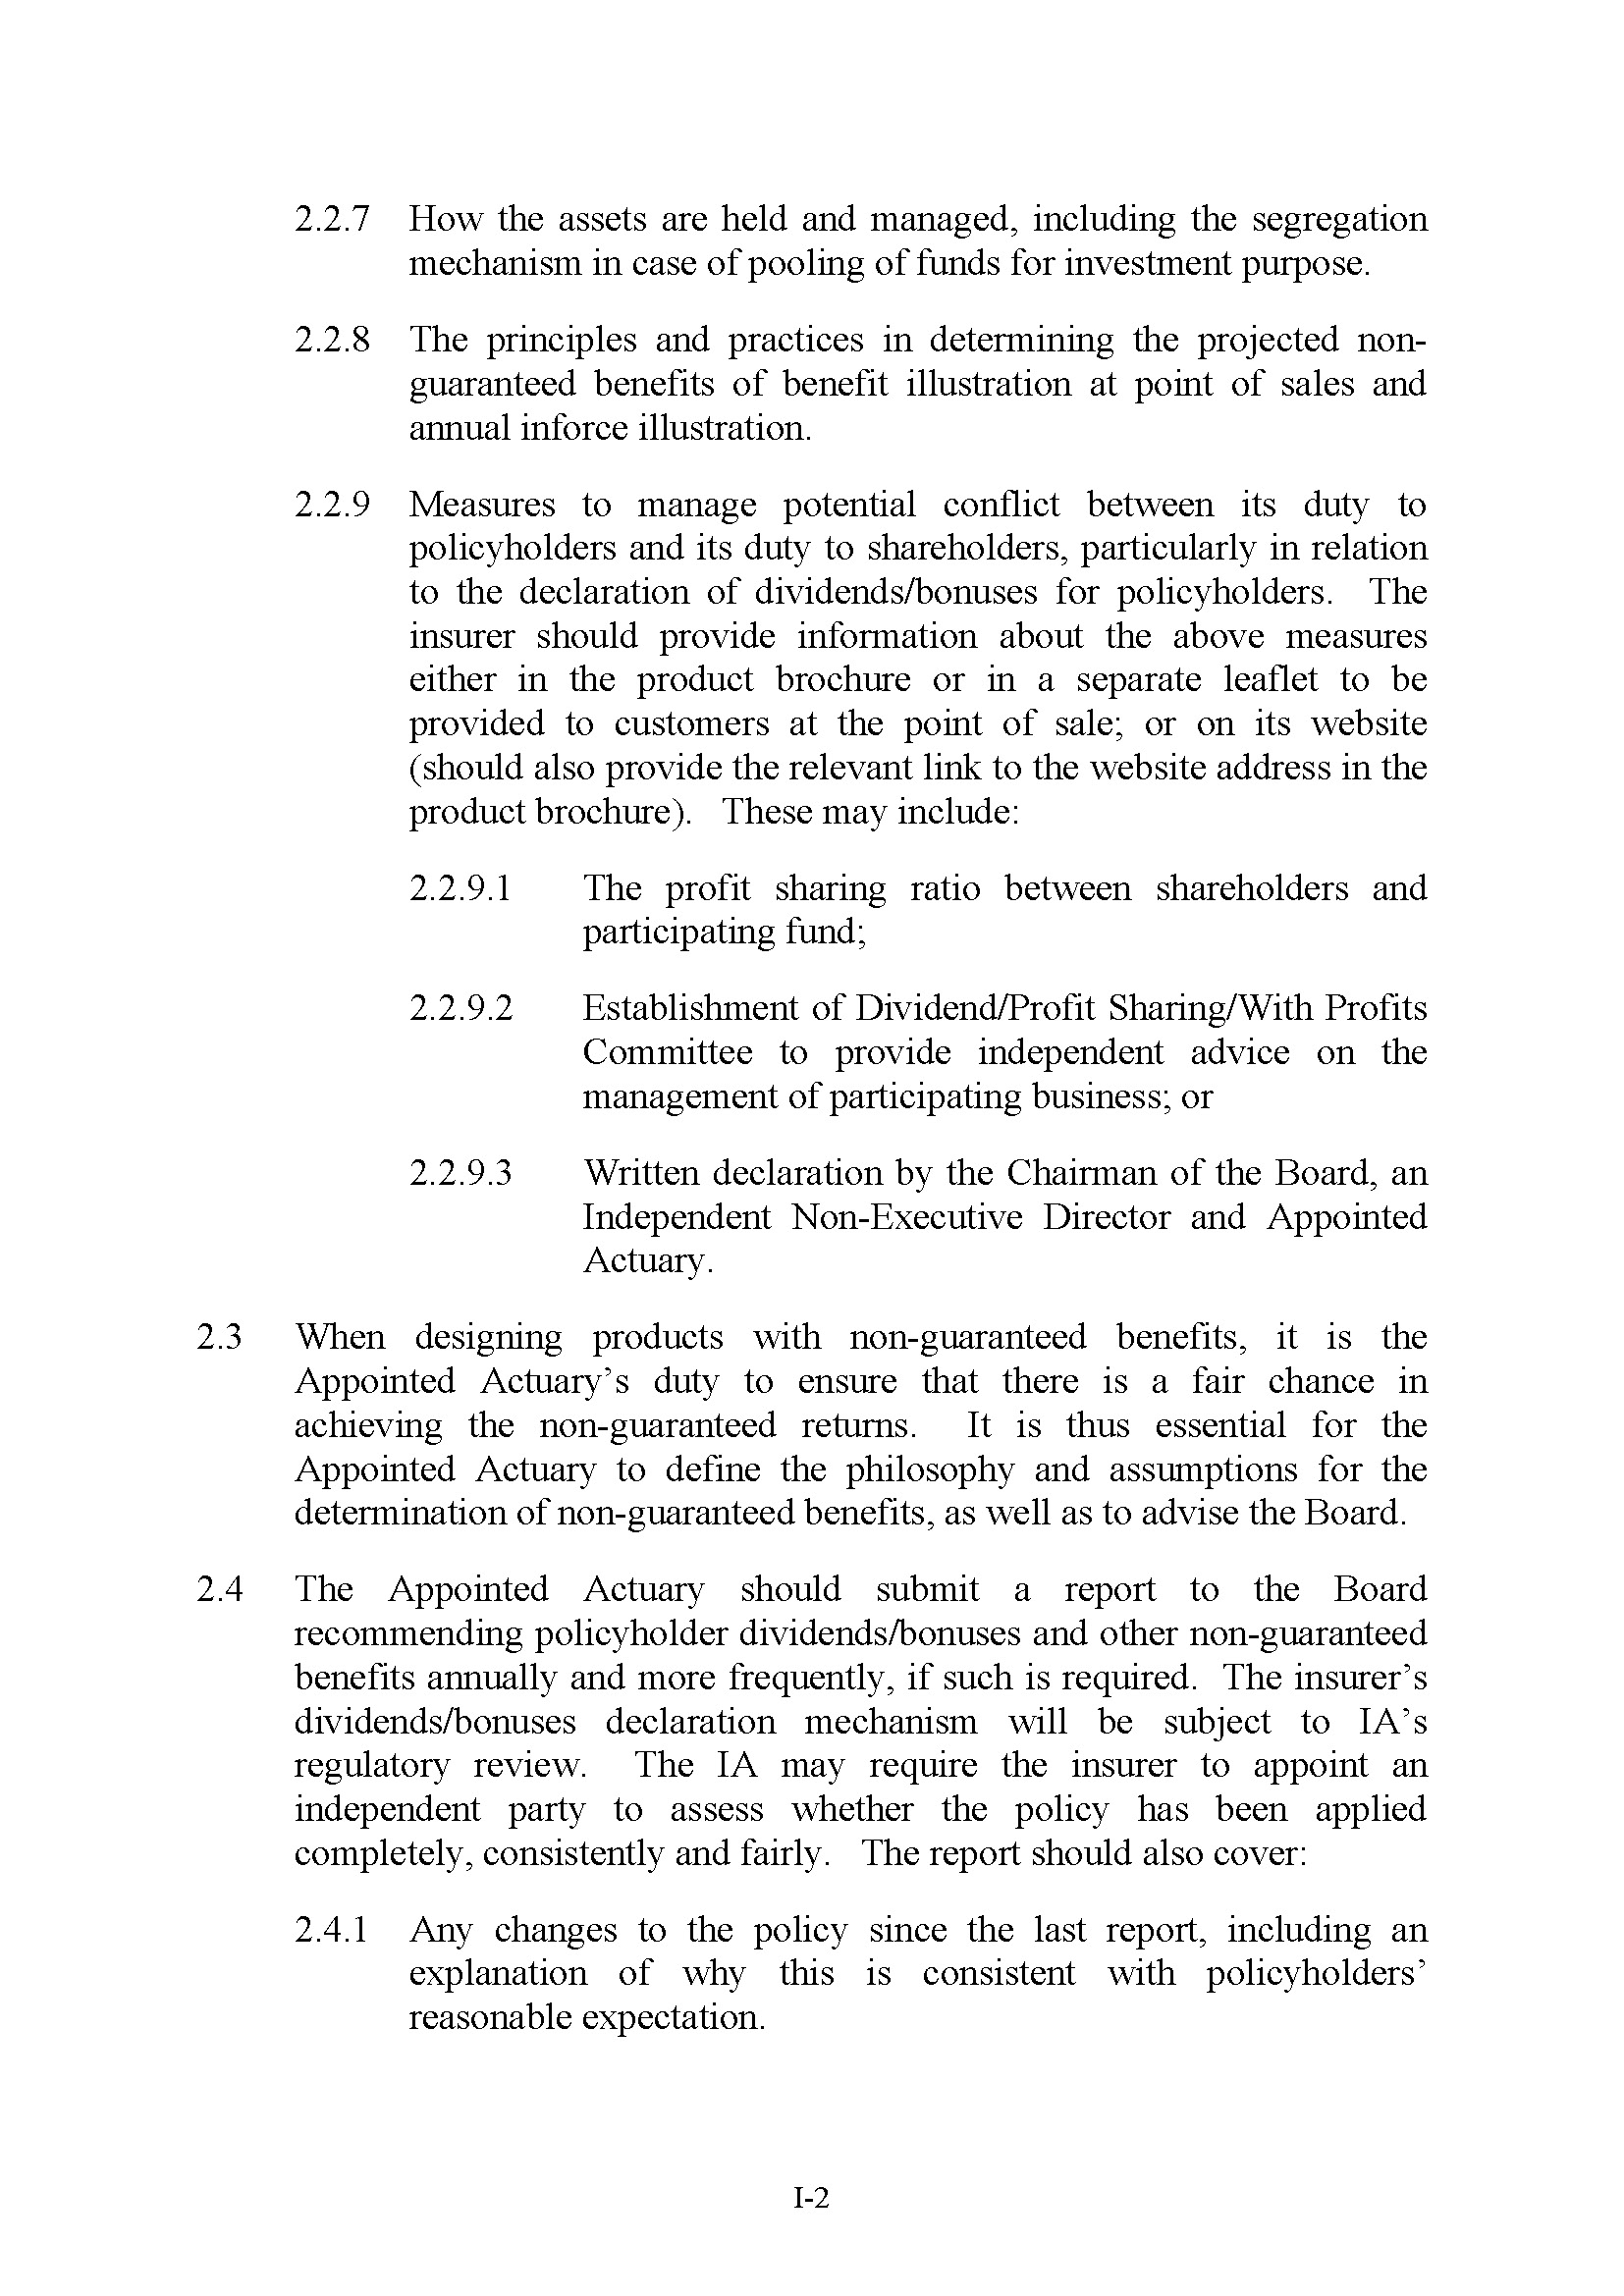 2.2.7 How the assets are held and managed, including the segregation
mechanism in case of pooling of funds for investment purpose.
2.2.8 The principles and practices in determining the projected non-
guaranteed benefits of benefit illustration at point of sales and
annual inforce illustration.
2.2.9 Measures to manage potential conflict between its duty to
policyholders and its duty to shareholders, particularly in relation
to the declaration of dividends/bonuses for policyholders. The
insurer should provide information about the above measures
either in the product brochure or in a separate leaflet to be
provided to customers at the point of sale; or on its website
(should also provide the relevant link to the website address in the
product brochure). These may include:
2.2.9.1 The profit sharing ratio between shareholders and
participating fund;
2.2.9.2 Establishment of Dividend/Profit Sharing/With Profits
Committee to provide independent advice on the
management of participating business; or
2.2.9.3 Written declaration by the Chairman of the Board, an
Independent Non-Executive Director and Appointed
Actuary.
2.3 When designing products with non-guaranteed benefits, it is the
Appointed Actuary’s duty to ensure that there is a fair chance in
achieving the non-guaranteed returns. It is thus essential for the
Appointed Actuary to define the philosophy and assumptions for the
determination of non-guaranteed benefits, as well as to advise the Board.
2.4 The Appointed Actuary should submit a report to the Board
recommending policyholder dividends/bonuses and other non-guaranteed
benefits annually and more frequently, if such is required. The insurer’s
dividends/bonuses declaration mechanism will be subject to IA’s
regulatory review. The IA may require the insurer to appoint an
independent party to assess whether the policy has been applied
completely, consistently and fairly. The report should also cover:
2.4.1 Any changes to the policy since the last report, including an
explanation of why this is consistent with policyholders’
reasonable expectation.
I-2